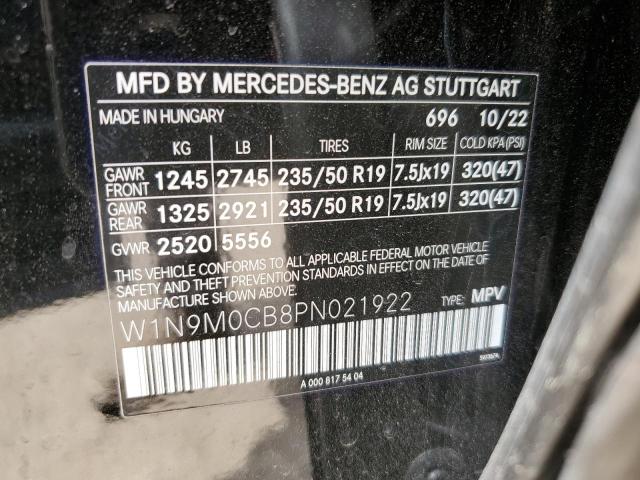 MFD BY MERCEDES-BENZ AG STUTTGART
MADE IN HUNGARY 696 10/22
KG LB TIRES RIM SIZE COLD KPA (PSI)
GAWR FRONT 1245 2745 235/50 R19 7.5Jx19 320(47)
GAWR REAR 1325 2921 235/50 R19 7.5Jx19 320(47)
GVWR 2520 5556
THIS VEHICLE CONFORMS TO ALL APPLICABLE FEDERAL MOTOR VEHICLE
SAFETY AND THEFT PREVENTION STANDARDS IN EFFECT ON THE DATE OF
MANUFACTURE SHOWN ABOVE.
W1N9M0CB8PN021922 TYPE: MPV
A 000 817 54 04